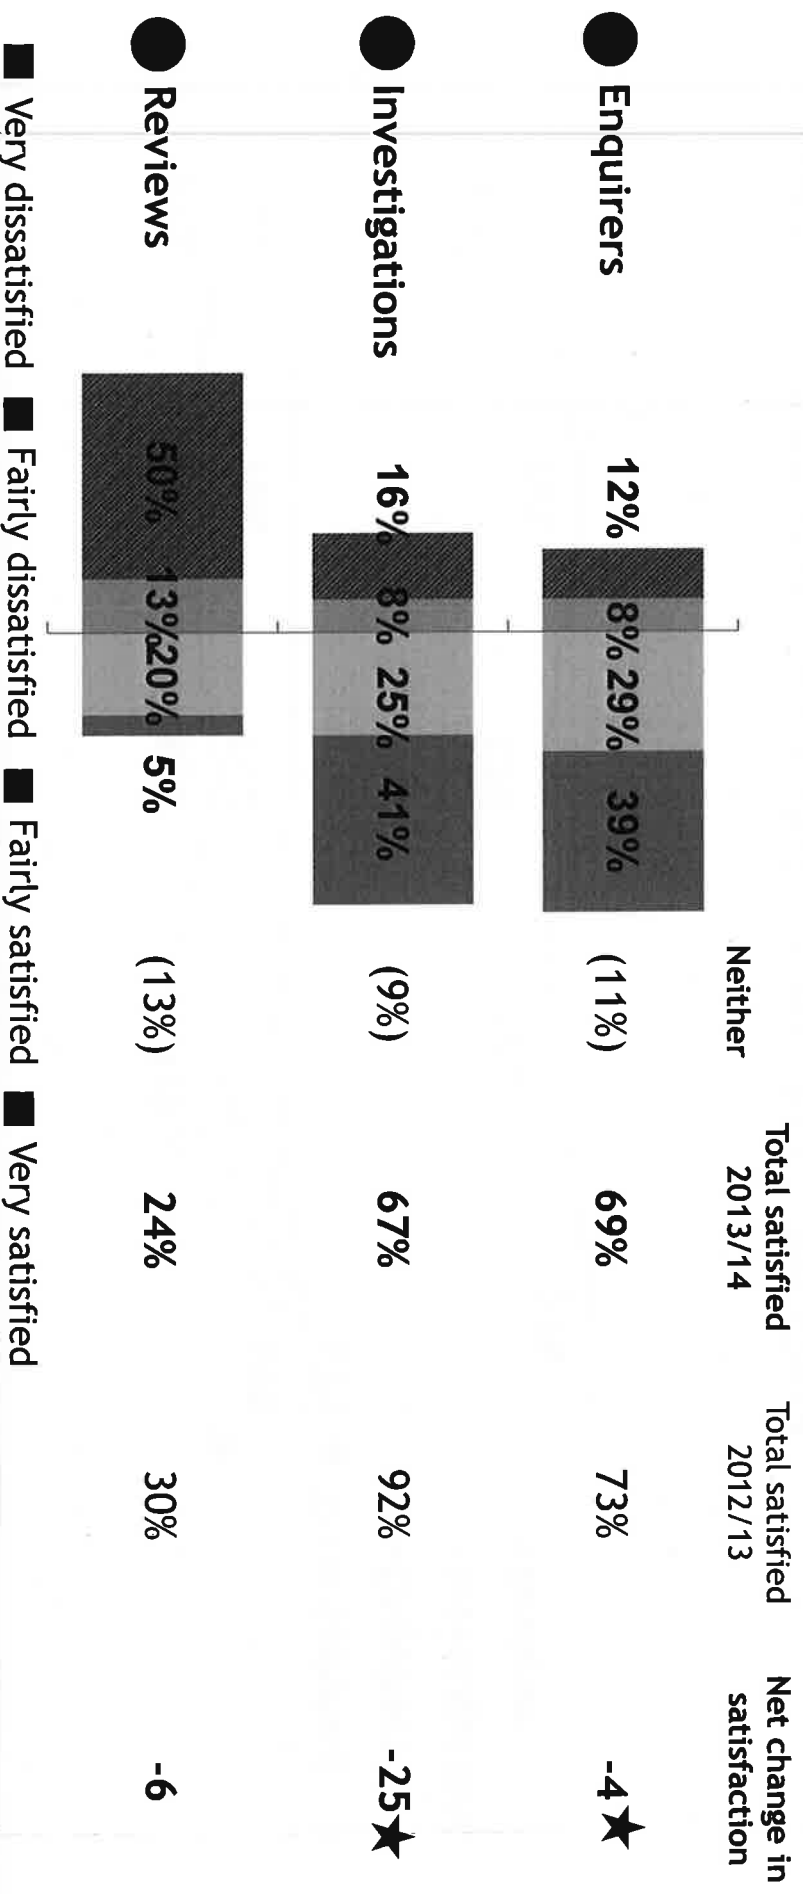 Neither
Total satisfied
2013/14
Total satisfied
2012/13
Net change in
satisfaction
Enquirers 12% 8% 29% 39% (11%) 69% 73% -4★
Investigations 16% 8% 25% 41% (9%) 67% 92% -25★
Reviews 50% 13% 20% 5% (13%) 24% 30% -6
Very dissatisfied Fairly dissatisfied Fairly satisfied Very satisfied